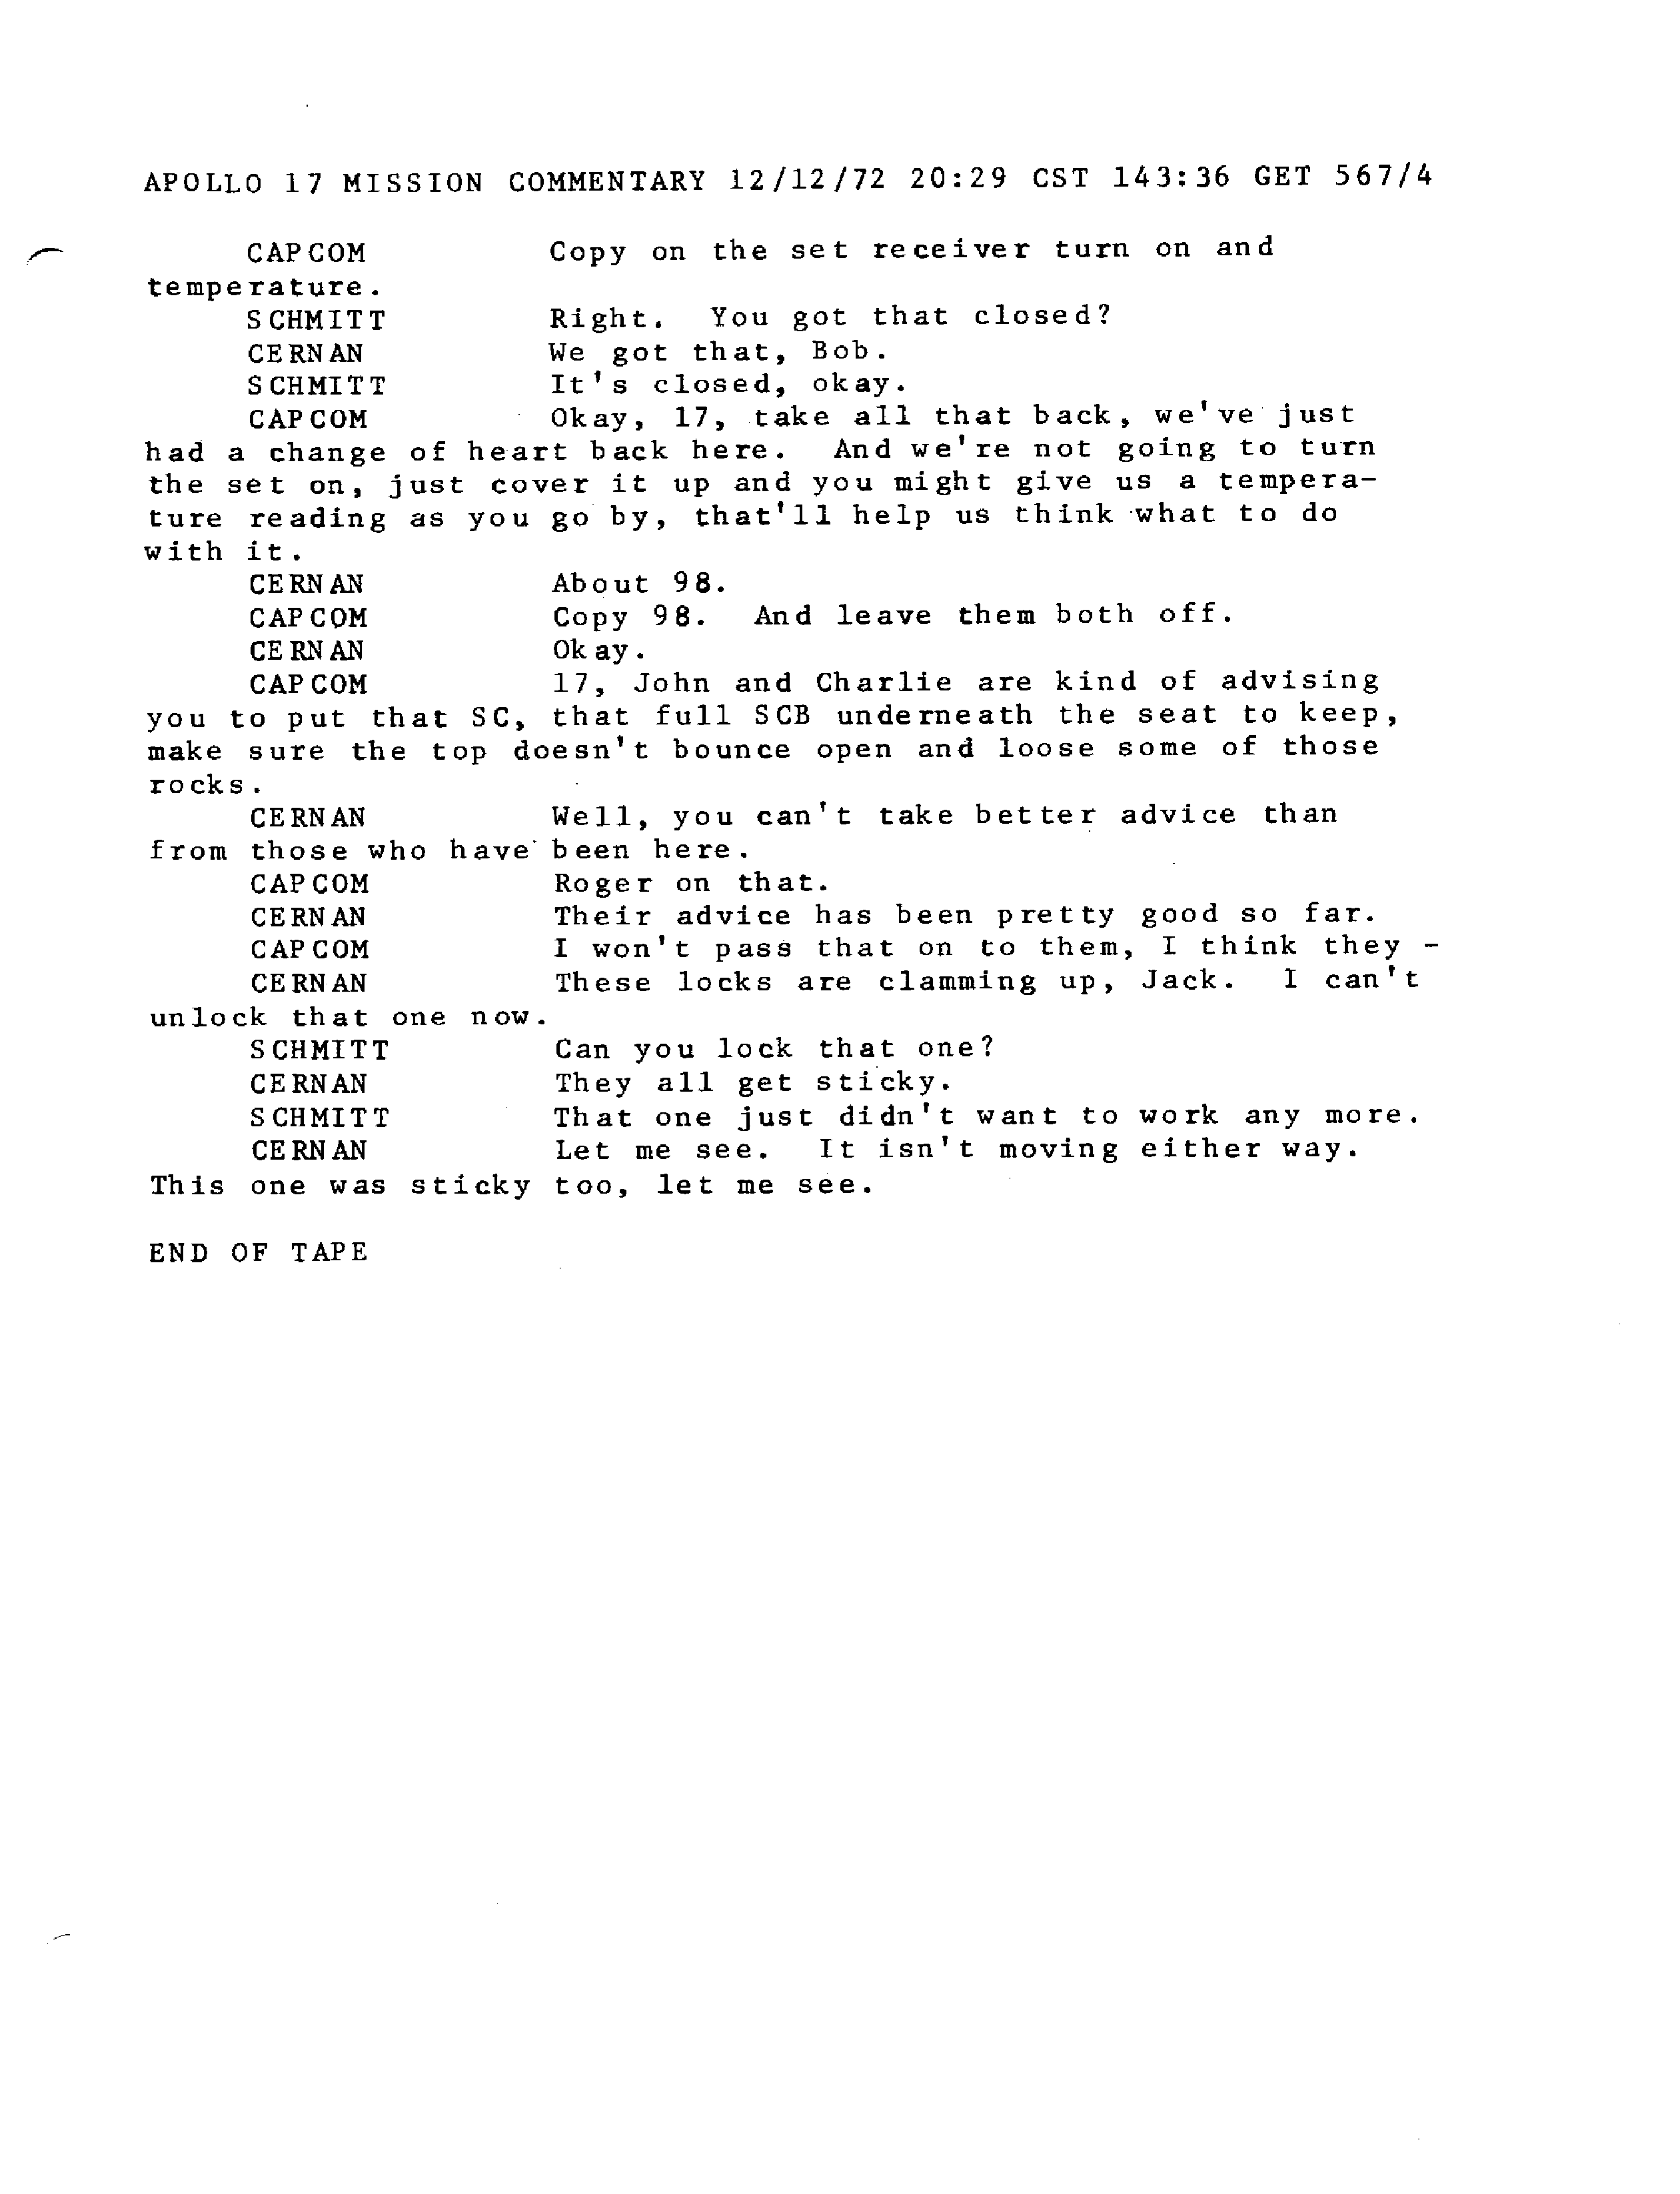 APOLLO 17 MISSION COMMENTARY 12/12/72 20:29 CST 143:36 GET 567/4
CAPCOM Copy on the set receiver turn on and
temperature.
SCHMITT Right. You got that closed?
CERNAN We got that, Bob.
SCHMITT It's closed, okay.
CAPCOM Okay, 17, take all that back, we've just
had a change of heart back here. And we're not going to turn
the set on, just cover it up and you might give us a tempera-
ture reading as you go by, that'll help us think what to do
with it.
CERNAN About 98.
CAPCOM Copy 98. And leave them both off.
CERNAN Okay.
CAPCOM 17, John and Charlie are kind of advising
you to put that SC, that full SCB underneath the seat to keep,
make sure the top doesn't bounce open and loose some of those
rocks.
CERNAN Well, you can't take better advice than
from those who have been here.
CAPCOM Roger on that.
CERNAN Their advice has been pretty good so far.
CAPCOM I won't pass that on to them, I think they -
CERNAN These locks are clamming up, Jack. I can't
unlock that one now.
SCHMITT Can you lock that one?
CERNAN They all get sticky.
SCHMITT That one just didn't want to work any more.
CERNAN Let me see. It isn't moving either way.
This one was sticky too, let me see.
END OF TAPE